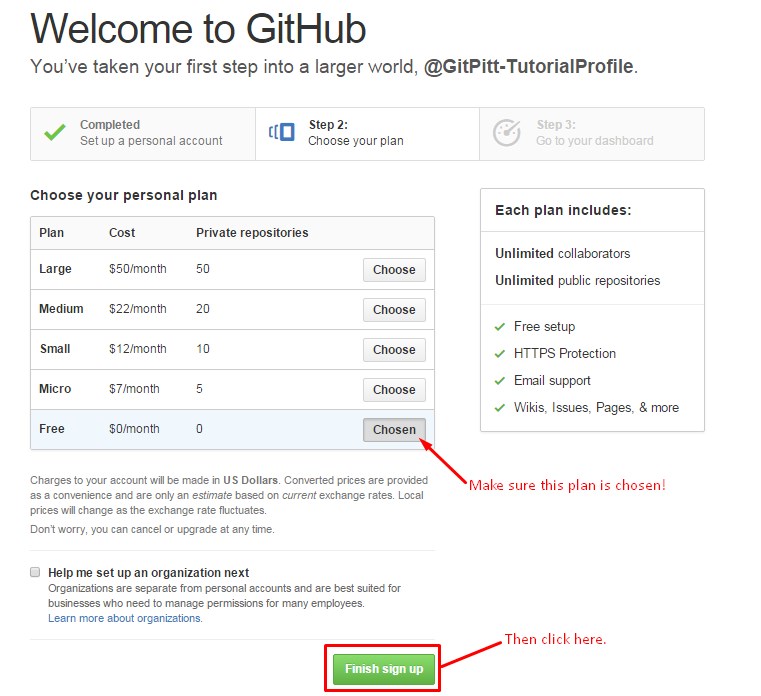 Welcome to GitHub
You've taken your first step into a larger world, @GitPitt-TutorialProfile.
Completed
Set up a personal account
Step 2:
Choose your plan
Step 3:
Go to your dashboard
Choose your personal plan
Plan Cost Private repositories
Large $50/month 50 Choose
Medium $22/month 20 Choose
Small $12/month 10 Choose
Micro $7/month 5 Choose
Free $0/month 0 Chosen
Each plan includes:
Unlimited collaborators
Unlimited public repositories
Free setup
HTTPS Protection
Email support
Wikis, Issues, Pages, & more
Make sure this plan is chosen!
Charges to your account will be made in US Dollars. Converted prices are provided
as a convenience and are only an estimate based on current exchange rates. Local
prices will change as the exchange rate fluctuates.
Don't worry, you can cancel or upgrade at any time.
Help me set up an organization next
Organizations are separate from personal accounts and are best suited for
businesses who need to manage permissions for many employees.
Learn more about organizations.
Then click here.
Finish sign up